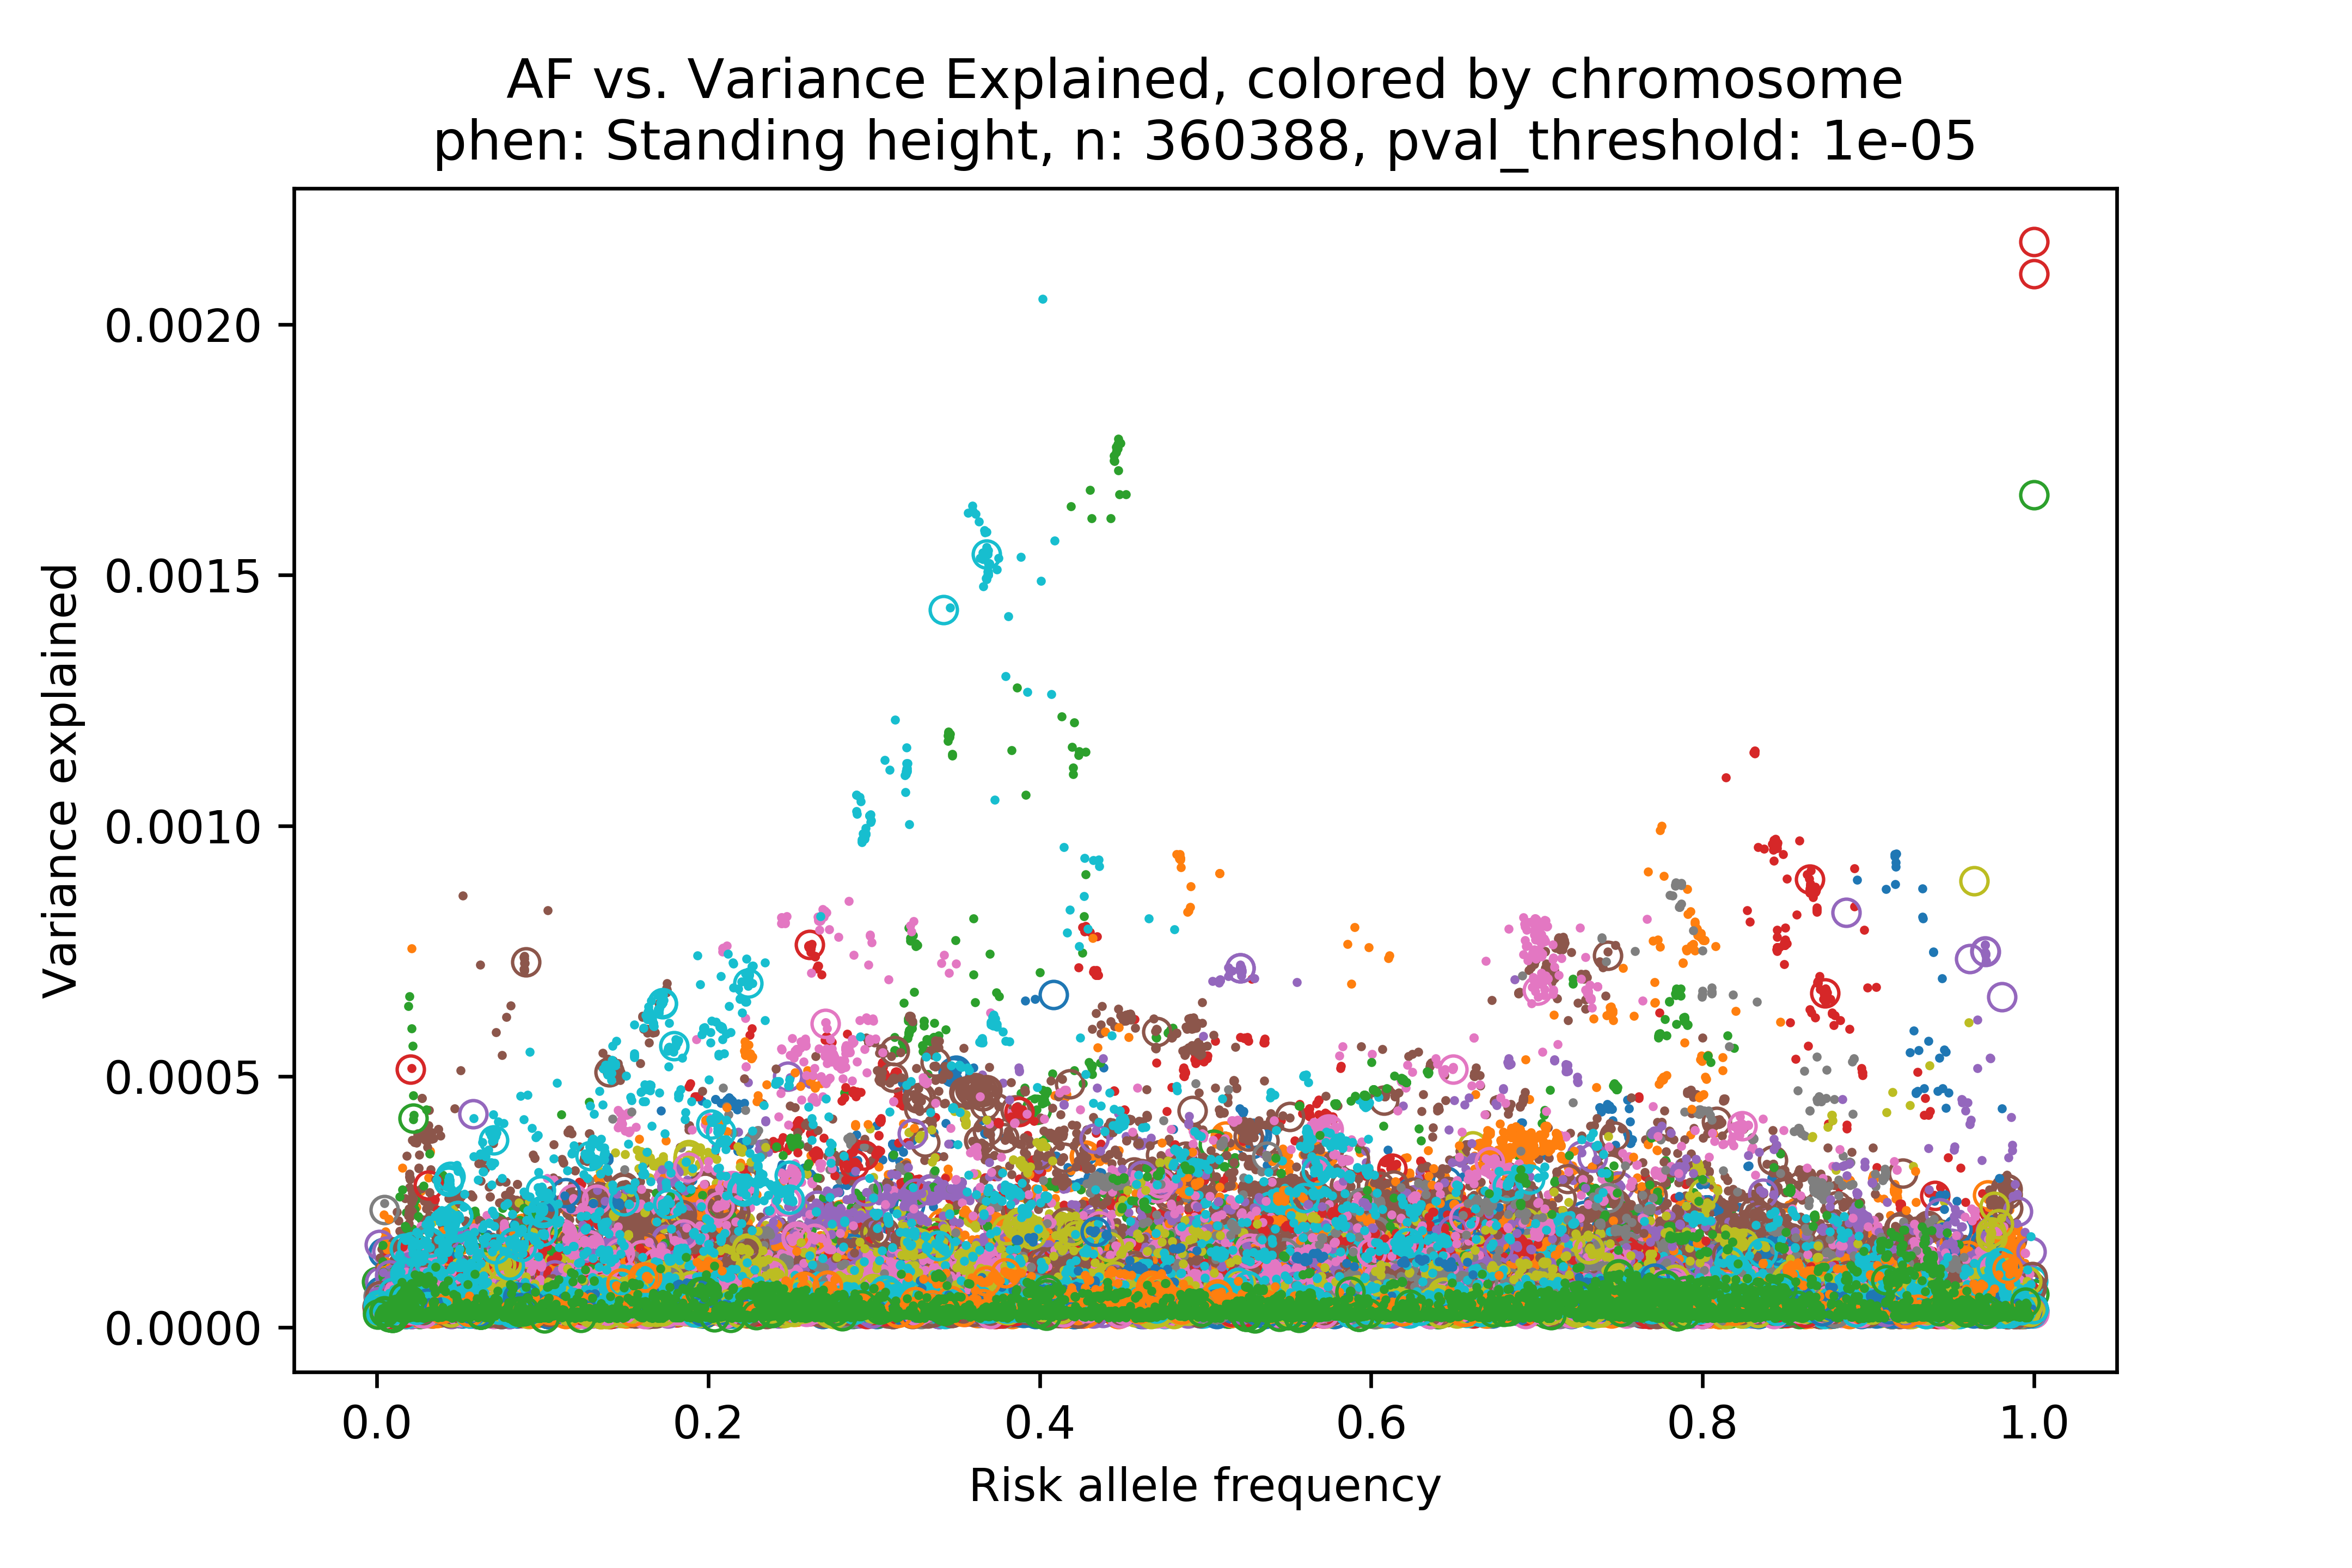 AF vs. Variance Explained, colored by chromosome
phen: Standing height, n: 360388, pval_threshold: 1e-05
Variance explained
0.0020
0.0015
0.0010
0.0005
0.0000
0.0 0.2 0.4 0.6 0.8 1.0
Risk allele frequency